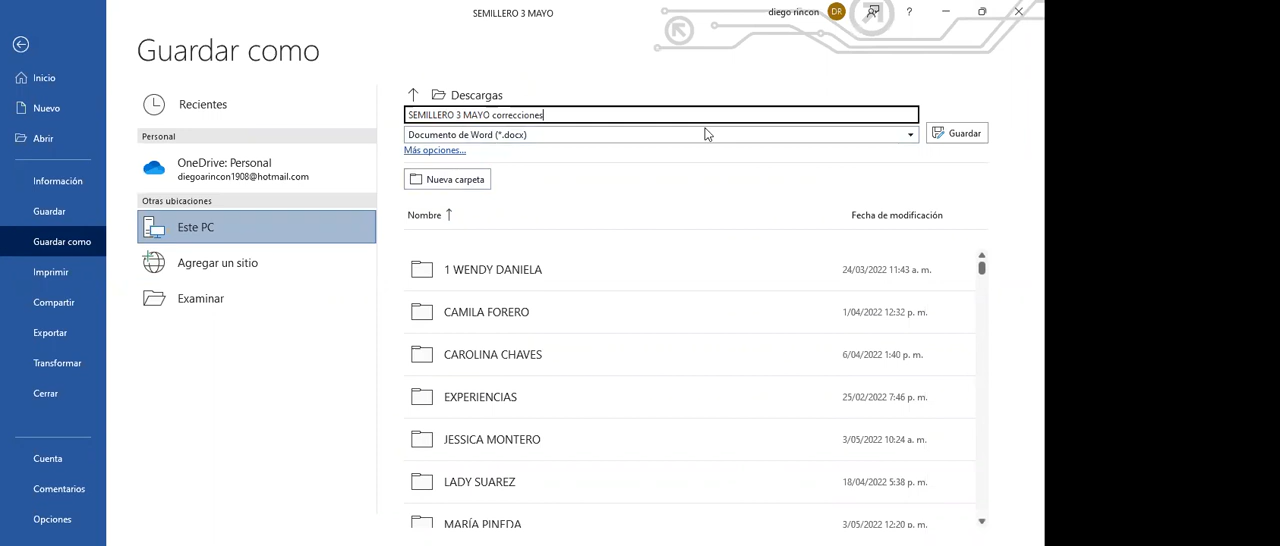 SEMILLERO 3 MAYO
diego rincon
DR
?
Guardar como
Inicio
Nuevo
Abrir
Información
Guardar
Guardar como
Imprimir
Compartir
Exportar
Transformar
Cerrar
Cuenta
Comentarios
Opciones
Recientes
Personal
OneDrive: Personal
diegoarincon1908@hotmail.com
Otras ubicaciones
Este PC
Agregar un sitio
Examinar
Descargas
SEMILLERO 3 MAYO correcciones
Documento de Word (*.docx)
Guardar
Más opciones...
Nueva carpeta
Nombre Fecha de modificación
1 WENDY DANIELA 24/03/2022 11:43 a. m.
CAMILA FORERO 1/04/2022 12:32 p. m.
CAROLINA CHAVES 6/04/2022 1:40 p. m.
EXPERIENCIAS 25/02/2022 7:46 p. m.
JESSICA MONTERO 3/05/2022 10:24 a. m.
LADY SUAREZ 18/04/2022 5:38 p. m.
MARÍA PINEDA 3/05/2022 12:20 p. m.